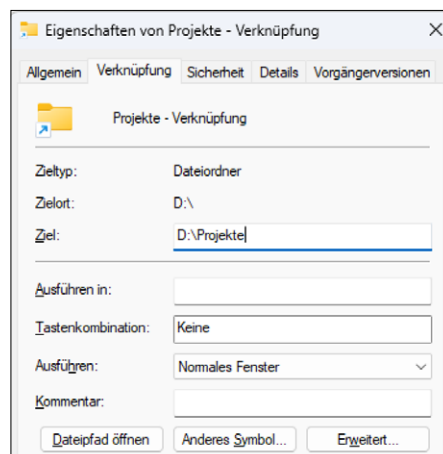 Eigenschaften von Projekte - Verknüpfung
Allgemein Verknüpfung Sicherheit Details Vorgängerversionen
Projekte - Verknüpfung
Zieltyp: Dateiordner
Zielort: D:\
Ziel: D:\Projekte
Ausführen in:
Tastenkombination: Keine
Ausführen: Normales Fenster
Kommentar:
Dateipfad öffnen Anderes Symbol... Erweitert...